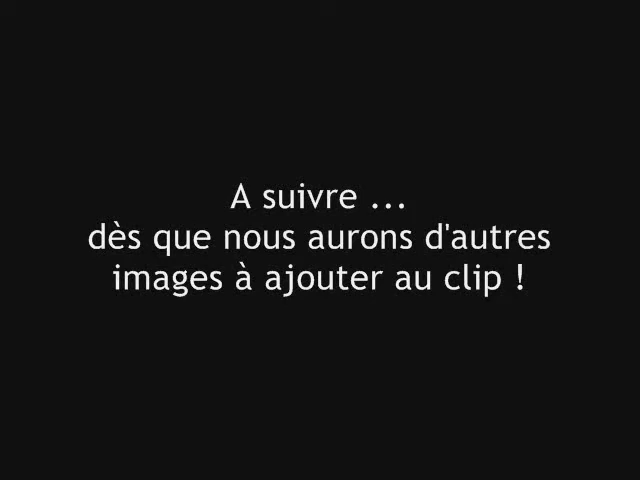 A suivre ...
dès que nous aurons d'autres
images à ajouter au clip !